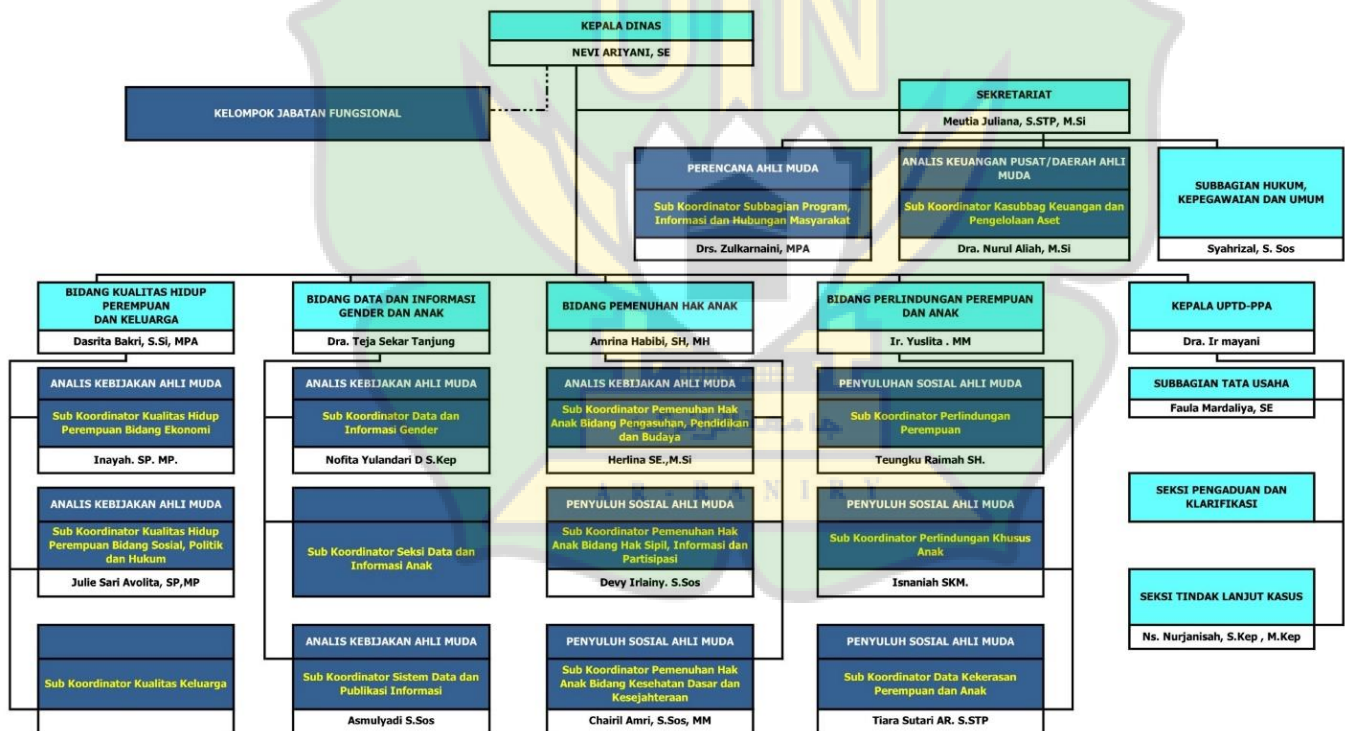 KEPALA DINAS
NEVI ARIYANI, SE
KELOMPOK JABATAN FUNGSIONAL
SEKRETARIAT
Meutia Juliana, S.STP, M.Si
PERENCANA AHLI MUDA
Sub Koordinator Subbagian Program,
Informasi dan Hubungan Masyarakat
Drs. Zulkarnaini, MPA
ANALIS KEUANGAN PUSAT/DAERAH AHLI
MUDA
Sub Koordinator Kasubbag Keuangan dan
Pengelolaan Aset
Dra. Nurul Aliah, M.Si
SUBBAGIAN HUKUM,
KEPEGAWAIAN DAN UMUM
Syahrizal, S. Sos
BIDANG KUALITAS HIDUP
PEREMPUAN
DAN KELUARGA
Dasrita Bakri, S.Si, MPA
ANALIS KEBIJAKAN AHLI MUDA
Sub Koordinator Kualitas Hidup
Perempuan Bidang Ekonomi
Inayah. SP. MP.
ANALIS KEBIJAKAN AHLI MUDA
Sub Koordinator Kualitas Hidup
Perempuan Bidang Sosial, Politik
dan Hukum
Julie Sari Avolita, SP,MP
Sub Koordinator Kualitas Keluarga
BIDANG DATA DAN INFORMASI
GENDER DAN ANAK
Dra. Teja Sekar Tanjung
ANALIS KEBIJAKAN AHLI MUDA
Sub Koordinator Data dan
Informasi Gender
Nofita Yulandari D S.Kep
Sub Koordinator Seksi Data dan
Informasi Anak
ANALIS KEBIJAKAN AHLI MUDA
Sub Koordinator Sistem Data dan
Publikasi Informasi
Asmulyadi S.Sos
BIDANG PEMENUHAN HAK ANAK
Amrina Habibi, SH, MH
ANALIS KEBIJAKAN AHLI MUDA
Sub Koordinator Pemenuhan Hak
Anak Bidang Pengasuhan, Pendidikan
dan Budaya
Herlina SE.,M.Si
PENYULUH SOSIAL AHLI MUDA
Sub Koordinator Pemenuhan Hak
Anak Bidang Hak Sipil, Informasi dan
Partisipasi
Devy Irlainy. S.Sos
PENYULUH SOSIAL AHLI MUDA
Sub Koordinator Pemenuhan Hak
Anak Bidang Kesehatan Dasar dan
Kesejahteraan
Chairil Amri, S.Sos, MM
BIDANG PERLINDUNGAN PEREMPUAN
DAN ANAK
Ir. Yuslita . MM
PENYULUHAN SOSIAL AHLI MUDA
Sub Koordinator Perlindungan
Perempuan
Teungku Raimah SH.
PENYULUH SOSIAL AHLI MUDA
Sub Koordinator Perlindungan Khusus
Anak
Isnaniah SKM.
PENYULUH SOSIAL AHLI MUDA
Sub Koordinator Data Kekerasan
Perempuan dan Anak
Tiara Sutari AR. S.STP
KEPALA UPTD-PPA
Dra. Ir mayani
SUBBAGIAN TATA USAHA
Faula Mardaliya, SE
SEKSI PENGADUAN DAN
KLARIFIKASI
SEKSI TINDAK LANJUT KASUS
Ns. Nurjanisah, S.Kep , M.Kep
UIN
جامعة الرانيري
AR-RANIRY